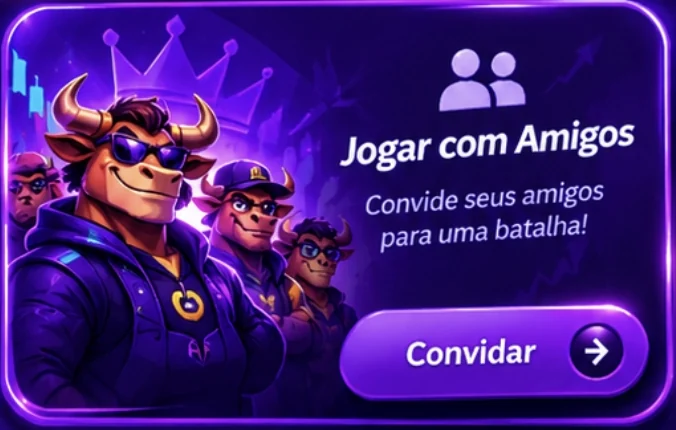 Jogar com Amigos
Convide seus amigos
para uma batalha!
Convidar